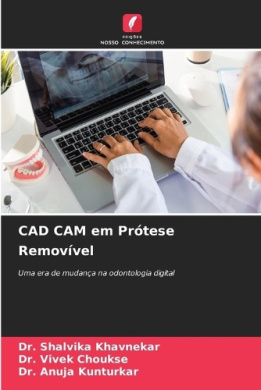 edições
NOSSO CONHECIMENTO
CAD CAM em Prótese
Removível
Uma era de mudança na odontologia digital
Dr. Shalvika Khavnekar
Dr. Vivek Choukse
Dr. Anuja Kunturkar